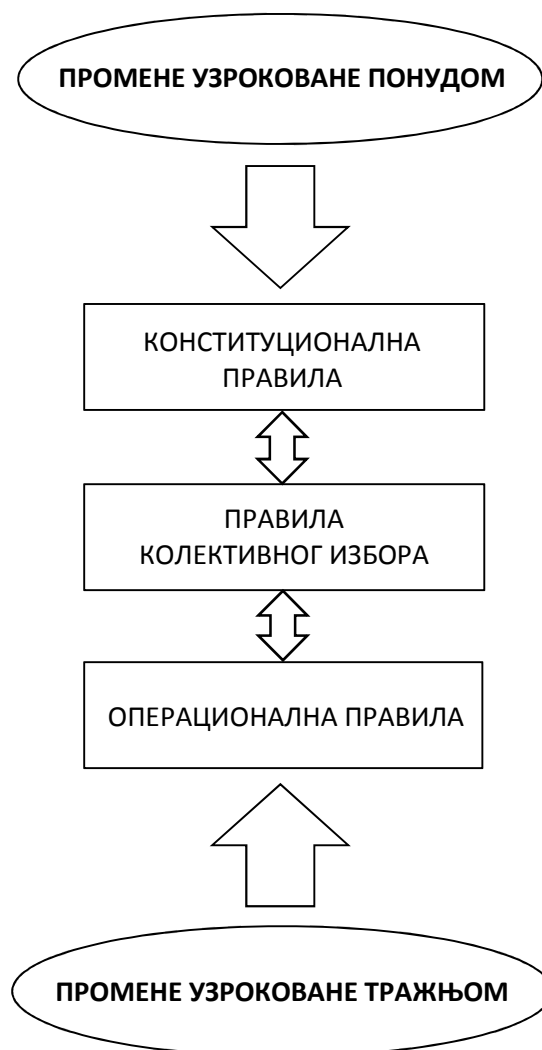 ПРОМЕНЕ УЗРОКОВАНЕ ПОНУДОМ
КОНСТИТУЦИОНАЛНА
ПРАВИЛА
ПРАВИЛА
КОЛЕКТИВНОГ ИЗБОРА
ОПЕРАЦИОНАЛНА ПРАВИЛА
ПРОМЕНЕ УЗРОКОВАНЕ ТРАЖЊОМ